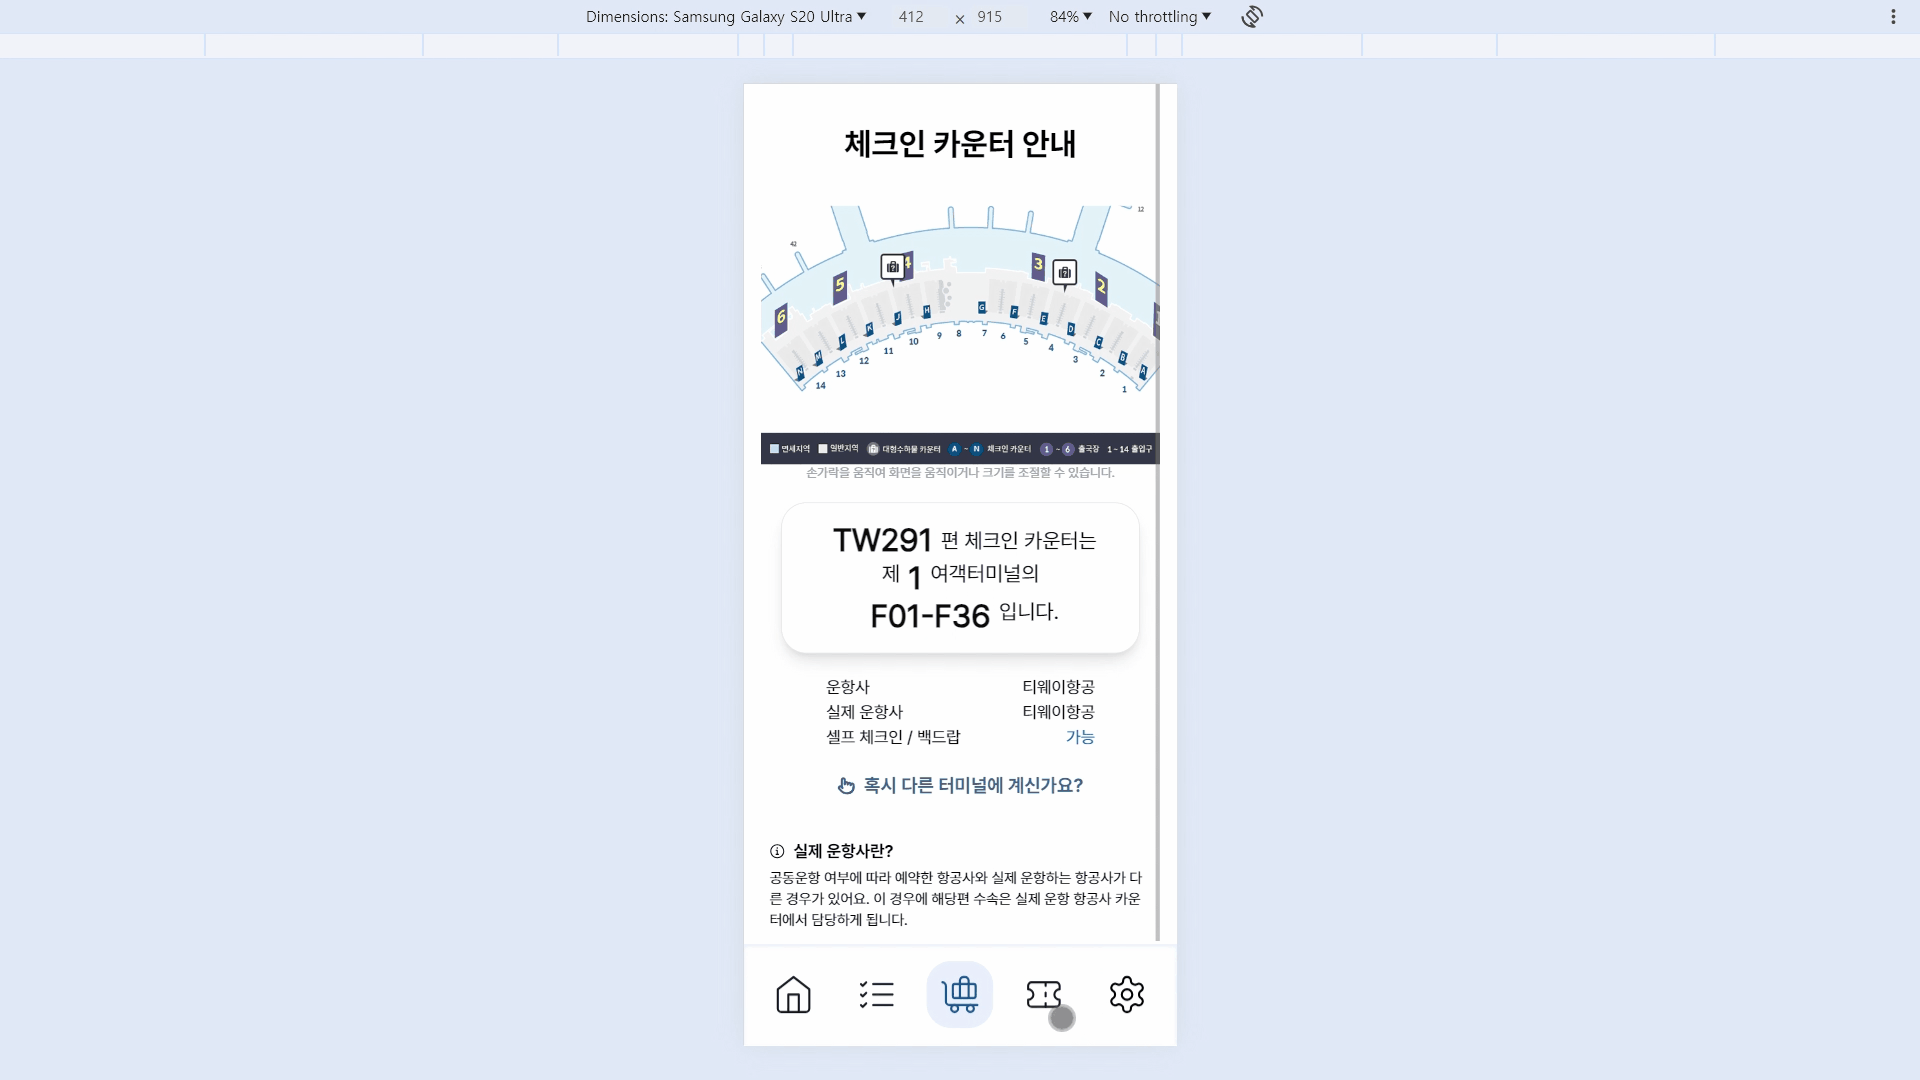 Dimensions: Samsung Galaxy S20 Ultra ▼ 412 × 915 84% ▼ No throttling ▼
체크인 카운터 안내
12
42
3
4
2
5
6
G
H
F
J
E
K
D
L
C
M
B
N
A
8
9
7
6
10
5
11
4
12
3
13
2
14
1
면세지역 일반지역 대형수하물 카운터 A ~ N 체크인 카운터 1 ~ 6 출국장 1~14 출입구
손가락을 움직여 화면을 움직이거나 크기를 조절할 수 있습니다.
TW291 편 체크인 카운터는
제 1 여객터미널의
F01-F36 입니다.
운항사 티웨이항공
실제 운항사 티웨이항공
셀프 체크인 / 백드랍 가능
혹시 다른 터미널에 계신가요?
실제 운항사란?
공동운항 여부에 따라 예약한 항공사와 실제 운항하는 항공사가 다
른 경우가 있어요. 이 경우에 해당편 수속은 실제 운항 항공사 카운
터에서 담당하게 됩니다.